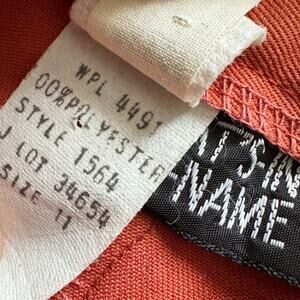 WPL 4491
00%POLYESTER
STYLE 1564
LOT 34654
SIZE 11
-NAME